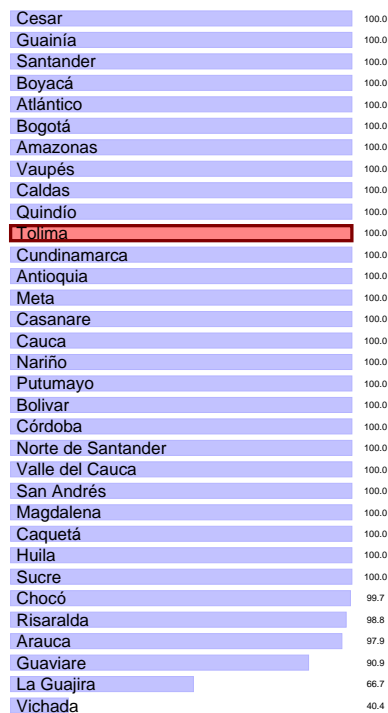 Cesar 100.0
Guainía 100.0
Santander 100.0
Boyacá 100.0
Atlántico 100.0
Bogotá 100.0
Amazonas 100.0
Vaupés 100.0
Caldas 100.0
Quindío 100.0
Tolima 100.0
Cundinamarca 100.0
Antioquia 100.0
Meta 100.0
Casanare 100.0
Cauca 100.0
Nariño 100.0
Putumayo 100.0
Bolivar 100.0
Córdoba 100.0
Norte de Santander 100.0
Valle del Cauca 100.0
San Andrés 100.0
Magdalena 100.0
Caquetá 100.0
Huila 100.0
Sucre 100.0
Chocó 99.7
Risaralda 98.8
Arauca 97.9
Guaviare 90.9
La Guajira 66.7
Vichada 40.4